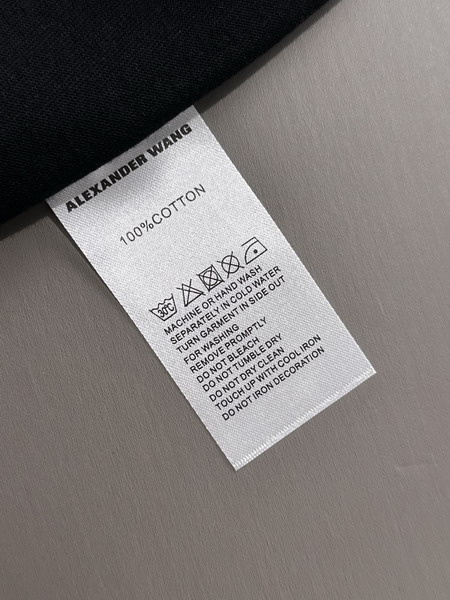 ALEXANDER WANG
100%COTTON
30°C
MACHINE OR HAND WASH
SEPARATELY IN COLD WATER
TURN GARMENT IN SIDE OUT
FOR WASHING
REMOVE PROMPTLY
DO NOT BLEACH
DO NOT TUMBLE DRY
DO NOT DRY CLEAN
TOUCH UP WITH COOL IRON
DO NOT IRON DECORATION